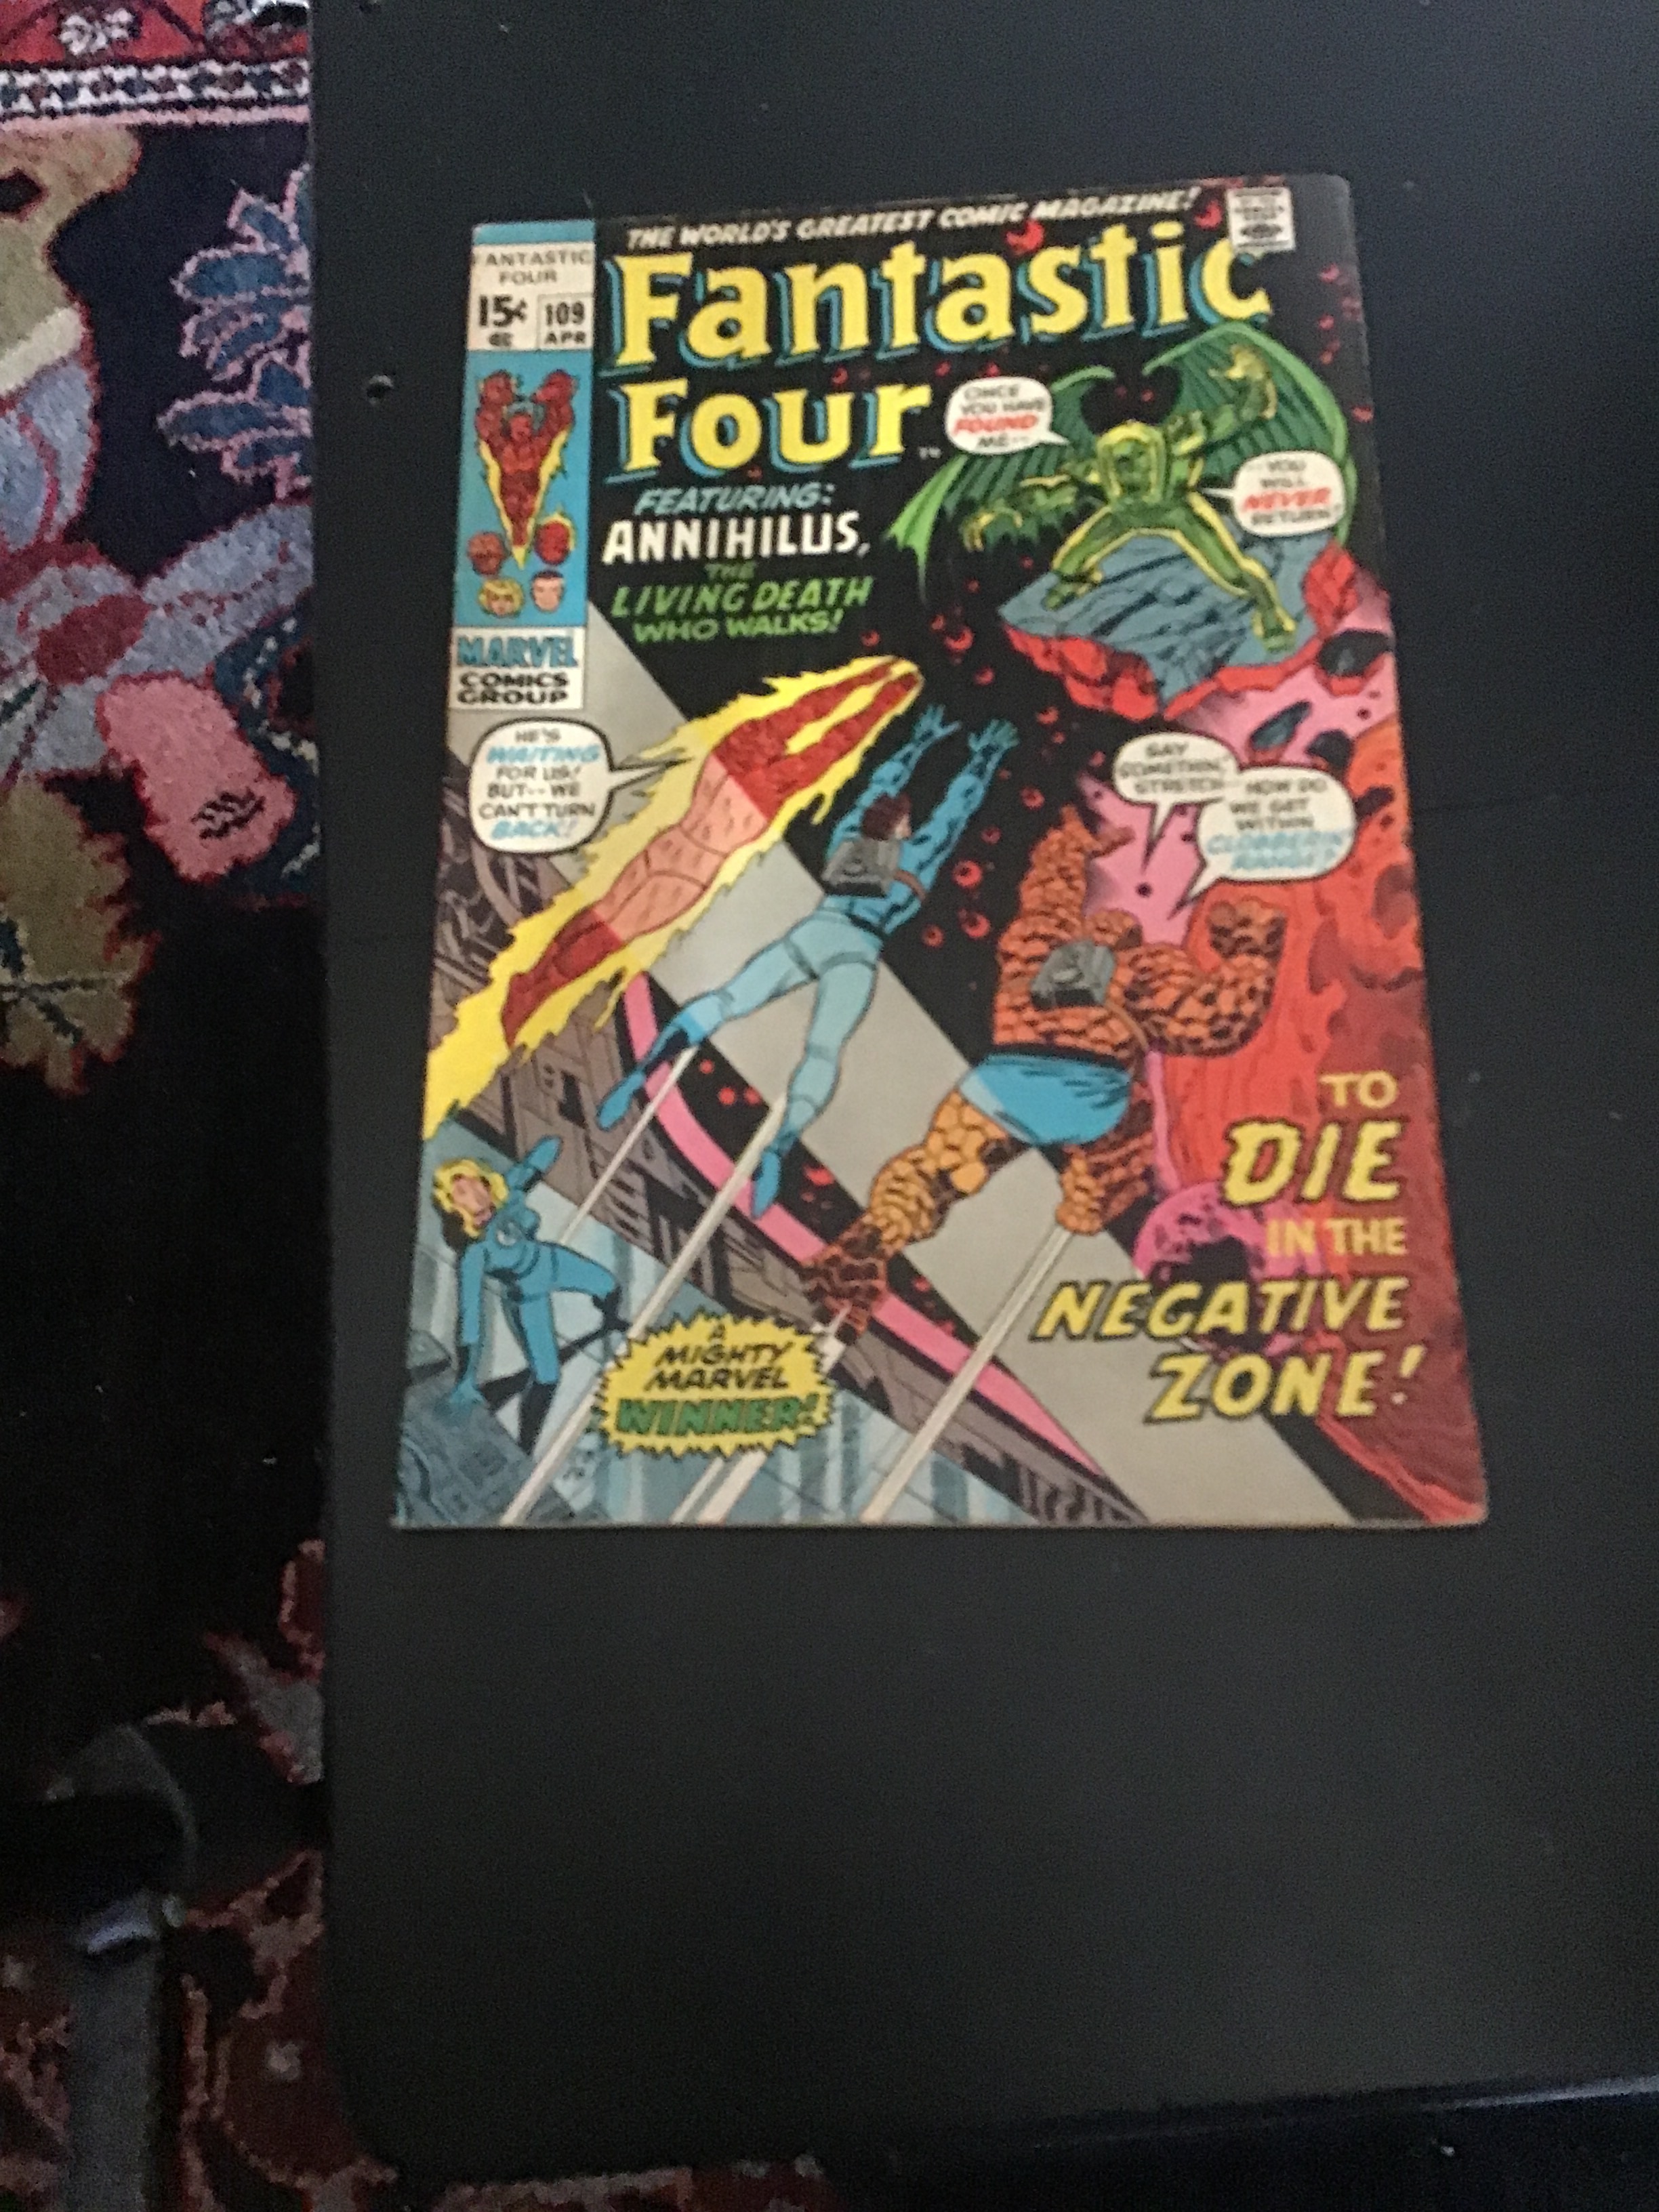 THE WORLD'S GREATEST COMIC MAGAZINE!
FANTASTIC
FOUR
15¢
109
APR
Fantastic
Four
FEATURING:
ANNIHILUS,
THE
LIVING DEATH
WHO WALKS!
ONCE
YOU HAVE
FOUND
ME--
--YOU
WILL
NEVER
RETURN!
MARVEL
COMICS
GROUP
HE'S
WAITING
FOR US!
BUT--WE
CAN'T TURN
BACK!
SAY
SOMETHIN'
STRETCH--
HOW DO
WE GET
WITHIN
CLOBBERIN'
RANGE?
TO
DIE
IN THE
NEGATIVE
ZONE!
A
MIGHTY
MARVEL
WINNER!